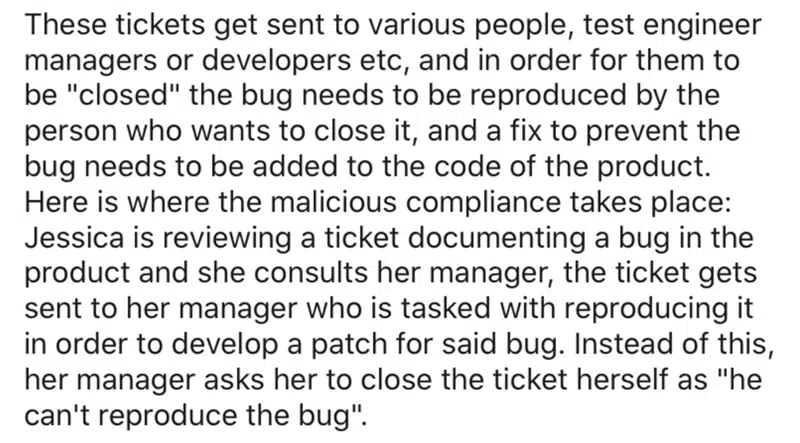 These tickets get sent to various people, test engineer
managers or developers etc, and in order for them to
be "closed" the bug needs to be reproduced by the
person who wants to close it, and a fix to prevent the
bug needs to be added to the code of the product.
Here is where the malicious compliance takes place:
Jessica is reviewing a ticket documenting a bug in the
product and she consults her manager, the ticket gets
sent to her manager who is tasked with reproducing it
in order to develop a patch for said bug. Instead of this,
her manager asks her to close the ticket herself as "he
can't reproduce the bug".